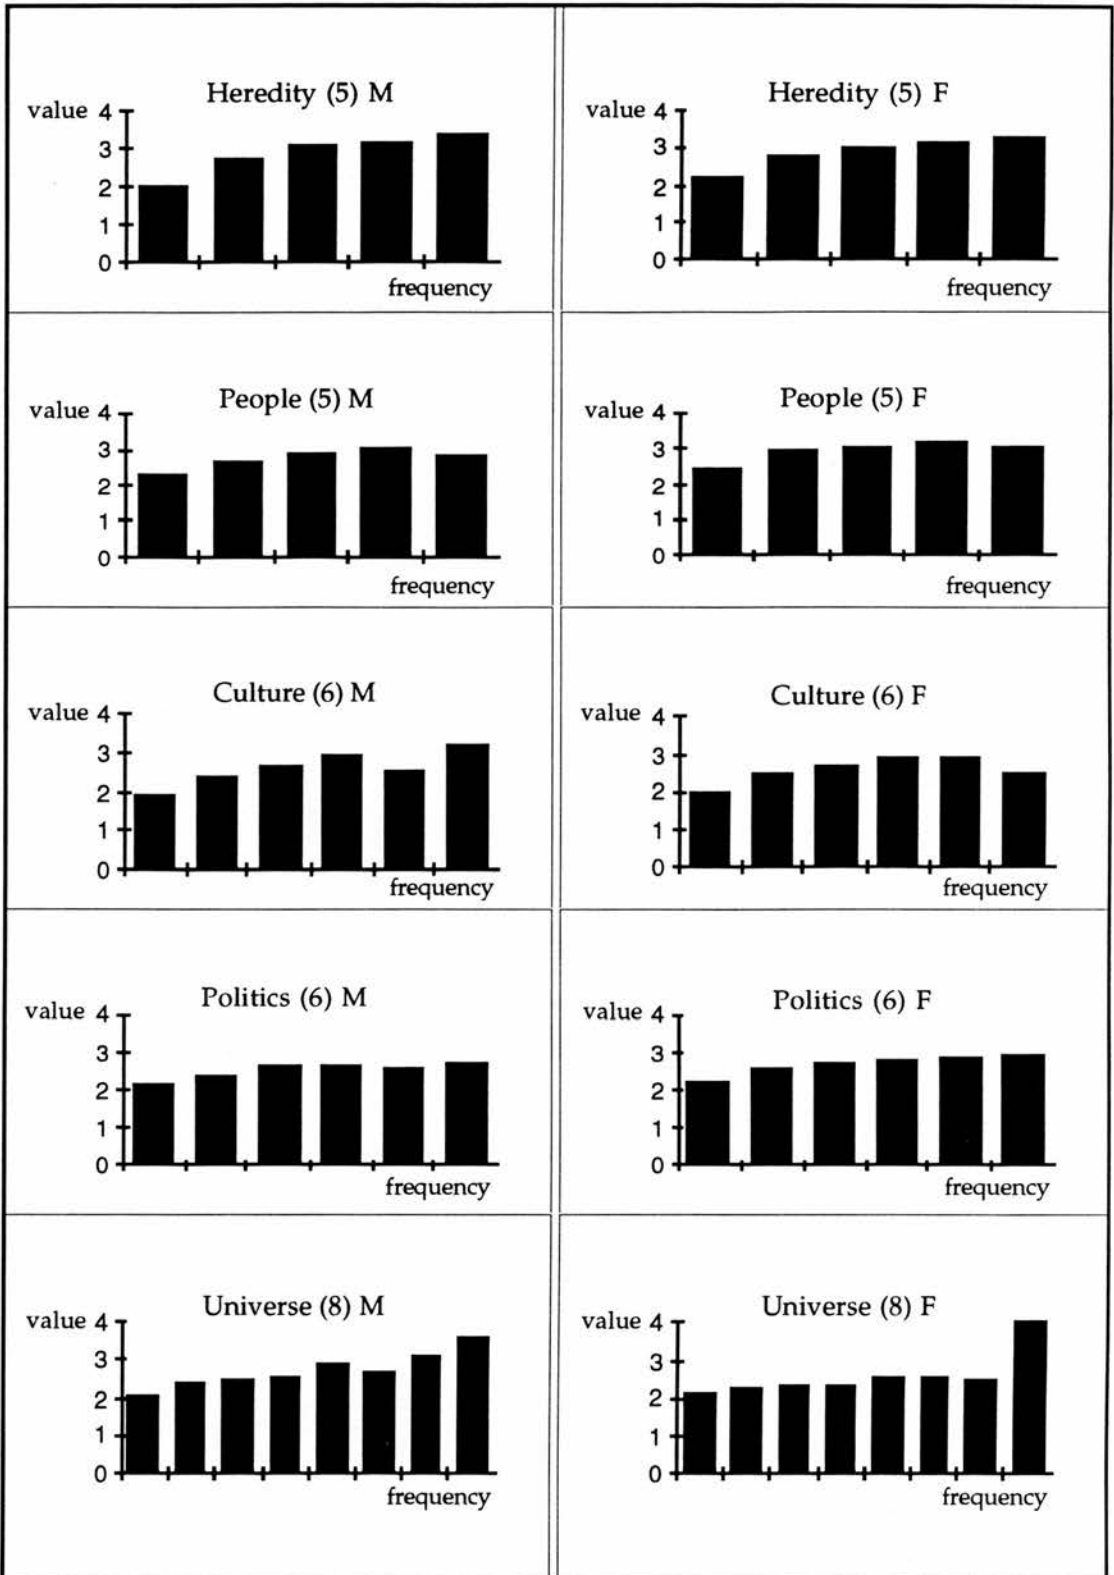 Heredity (5) M
value 4
3
2
1
0
frequency
Heredity (5) F
value 4
3
2
1
0
frequency
People (5) M
value 4
3
2
1
0
frequency
People (5) F
value 4
3
2
1
0
frequency
Culture (6) M
value 4
3
2
1
0
frequency
Culture (6) F
value 4
3
2
1
0
frequency
Politics (6) M
value 4
3
2
1
0
frequency
Politics (6) F
value 4
3
2
1
0
frequency
Universe (8) M
value 4
3
2
1
0
frequency
Universe (8) F
value 4
3
2
1
0
frequency